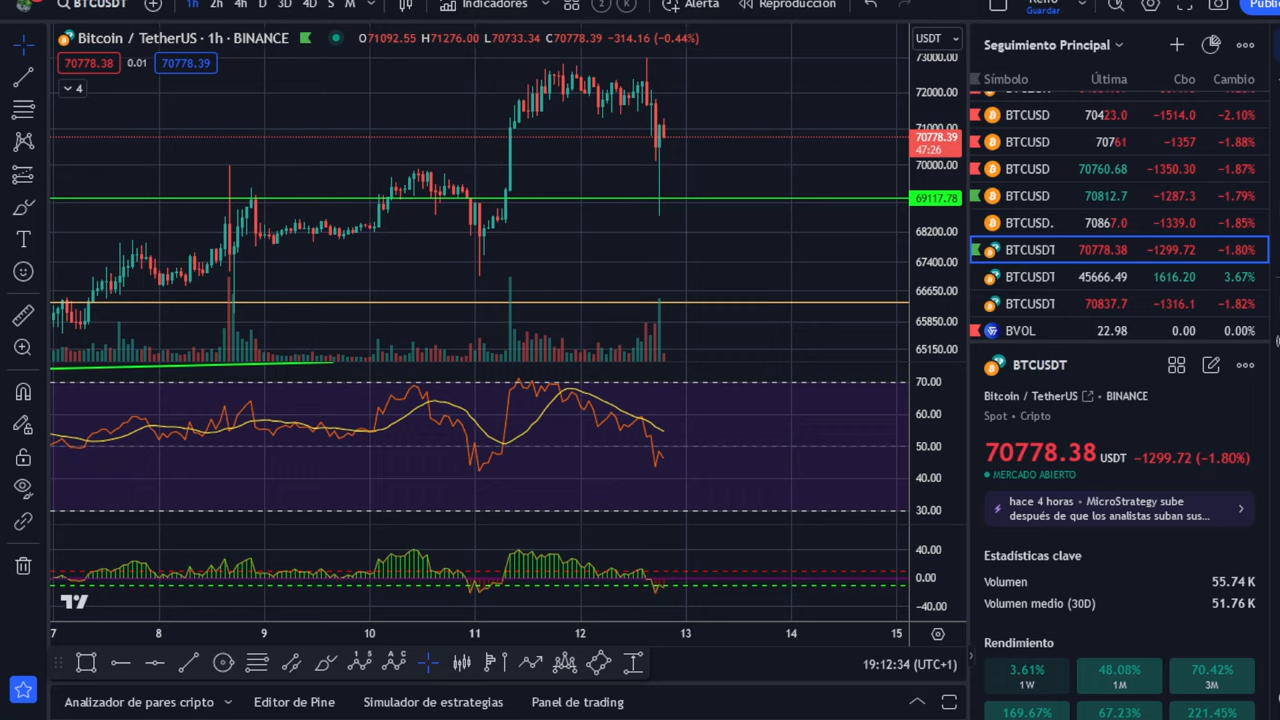 BTCUSDT
1h 2h 4h D 3D 4D S M
Indicadores
Alerta
Reproducción
Guardar
Bitcoin / TetherUS · 1h · BINANCE
O71092.55 H71276.00 L70733.34 C70778.39 −314.16 (−0.44%)
70778.38 0.01 70778.39
4
USDT
73000.00
72000.00
71000.00
70778.39
47:26
70000.00
69117.78
68200.00
67400.00
66650.00
65850.00
65150.00
70.00
60.00
50.00
40.00
30.00
40.00
0.00
−40.00
7 8 9 10 11 12 13 14 15
19:12:34 (UTC+1)
Analizador de pares cripto
Editor de Pine
Simulador de estrategias
Panel de trading
Seguimiento Principal
Símbolo Última Cbo Cambio
BTCUSD 70423.0 −1514.0 −2.10%
BTCUSD 70761 −1357 −1.88%
BTCUSD 70760.68 −1350.30 −1.87%
BTCUSD 70812.7 −1287.3 −1.79%
BTCUSD. 70867.0 −1339.0 −1.85%
BTCUSDT 70778.38 −1299.72 −1.80%
BTCUSDT 45666.49 1616.20 3.67%
BTCUSDT 70837.7 −1316.1 −1.82%
BVOL 22.98 0.00 0.00%
BTCUSDT
Bitcoin / TetherUS • BINANCE
Spot • Cripto
70778.38 USDT −1299.72 (−1.80%)
MERCADO ABIERTO
hace 4 horas • MicroStrategy sube
después de que los analistas suban sus...
Estadísticas clave
Volumen 55.74 K
Volumen medio (30D) 51.76 K
Rendimiento
3.61% 48.08% 70.42%
1W 1M 3M
169.67% 67.23% 221.45%